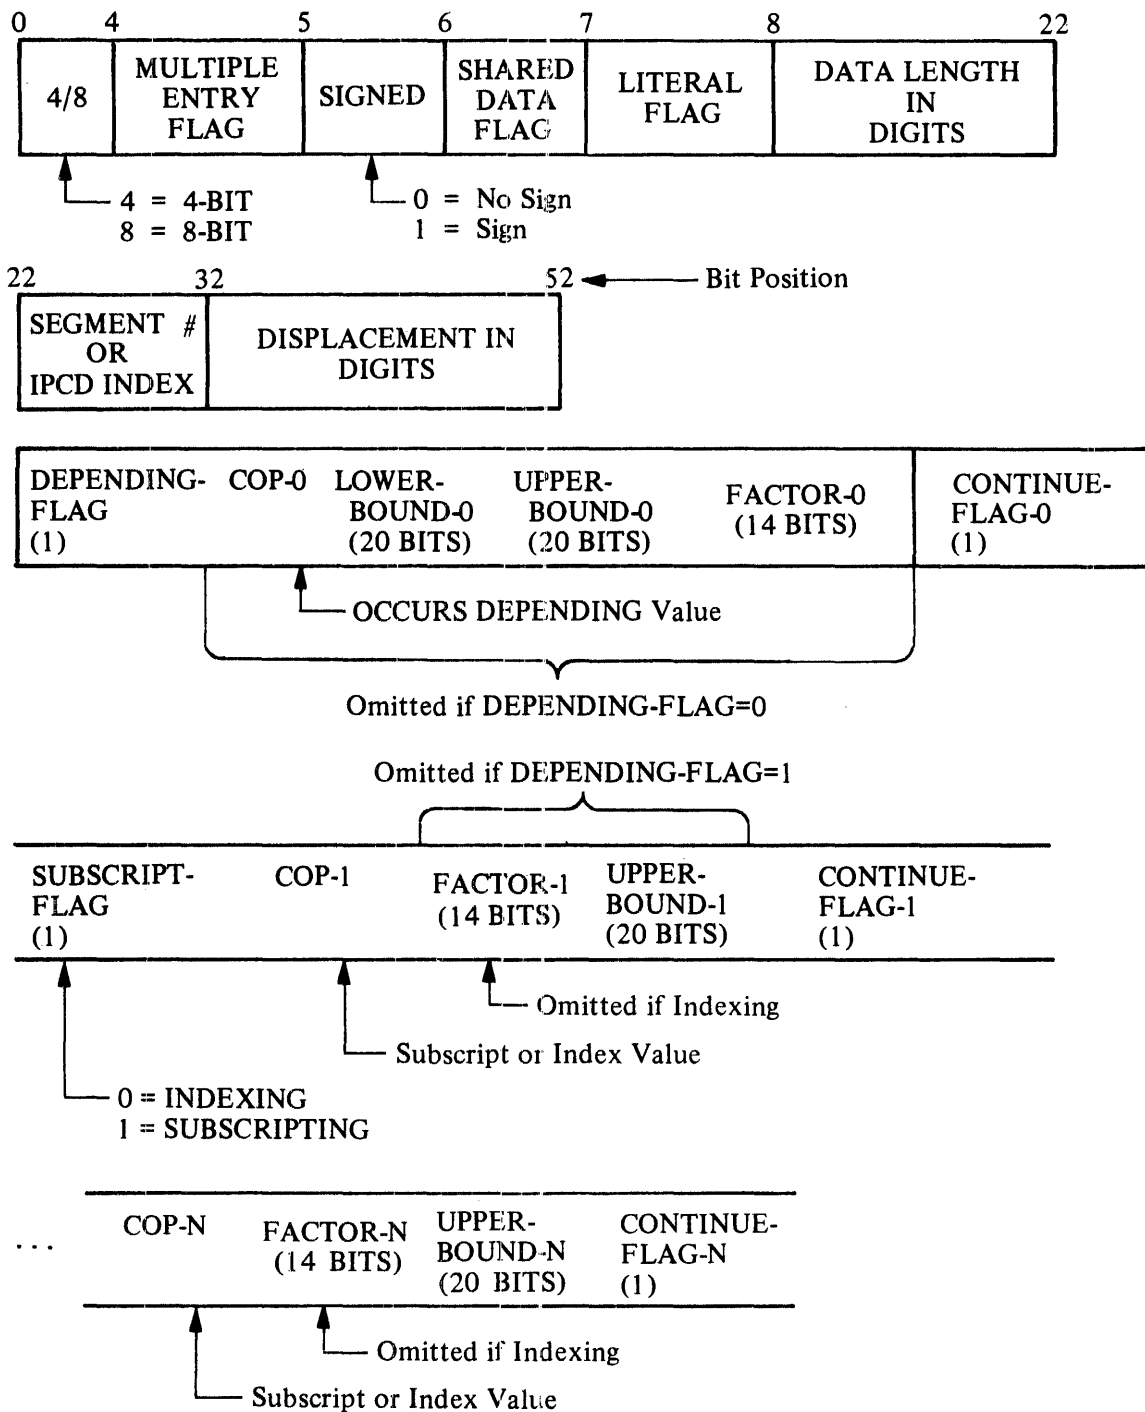 0 4 5 6 7 8 22
4/8
MULTIPLE
ENTRY
FLAG
SIGNED
SHARED
DATA
FLAG
LITERAL
FLAG
DATA LENGTH
IN
DIGITS
4 = 4-BIT
8 = 8-BIT
0 = No Sign
1 = Sign
22 32 52 Bit Position
SEGMENT #
OR
IPCD INDEX
DISPLACEMENT IN
DIGITS
DEPENDING-
FLAG
(1)
COP-0
LOWER-
BOUND-0
(20 BITS)
UPPER-
BOUND-0
(20 BITS)
FACTOR-0
(14 BITS)
CONTINUE-
FLAG-0
(1)
OCCURS DEPENDING Value
Omitted if DEPENDING-FLAG=0
Omitted if DEPENDING-FLAG=1
SUBSCRIPT-
FLAG
(1)
COP-1
FACTOR-1
(14 BITS)
UPPER-
BOUND-1
(20 BITS)
CONTINUE-
FLAG-1
(1)
Omitted if Indexing
Subscript or Index Value
0 = INDEXING
1 = SUBSCRIPTING
...
COP-N
FACTOR-N
(14 BITS)
UPPER-
BOUND-N
(20 BITS)
CONTINUE-
FLAG-N
(1)
Omitted if Indexing
Subscript or Index Value